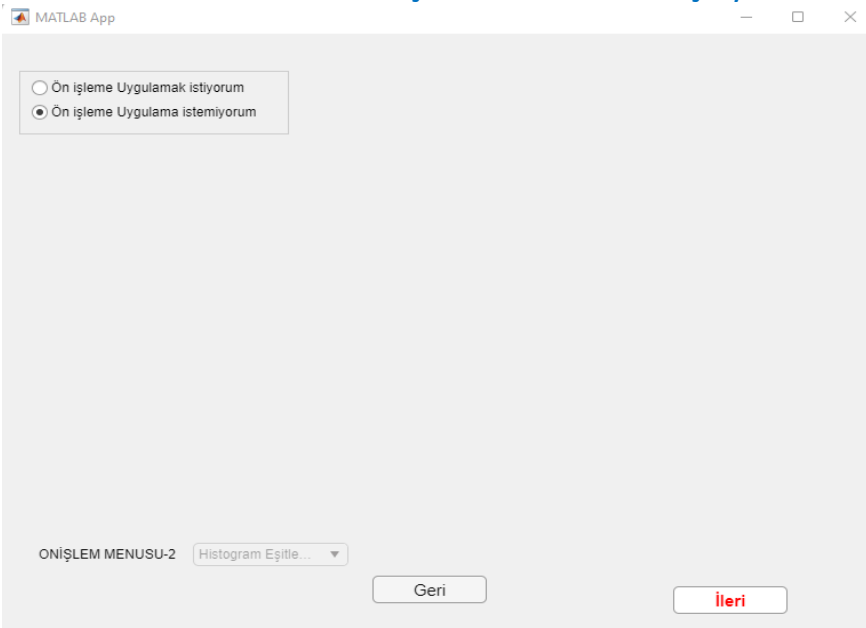 MATLAB App
Ön işleme Uygulamak istiyorum
Ön işleme Uygulama istemiyorum
ONİŞLEM MENUSU-2 Histogram Eşitle...
Geri
İleri